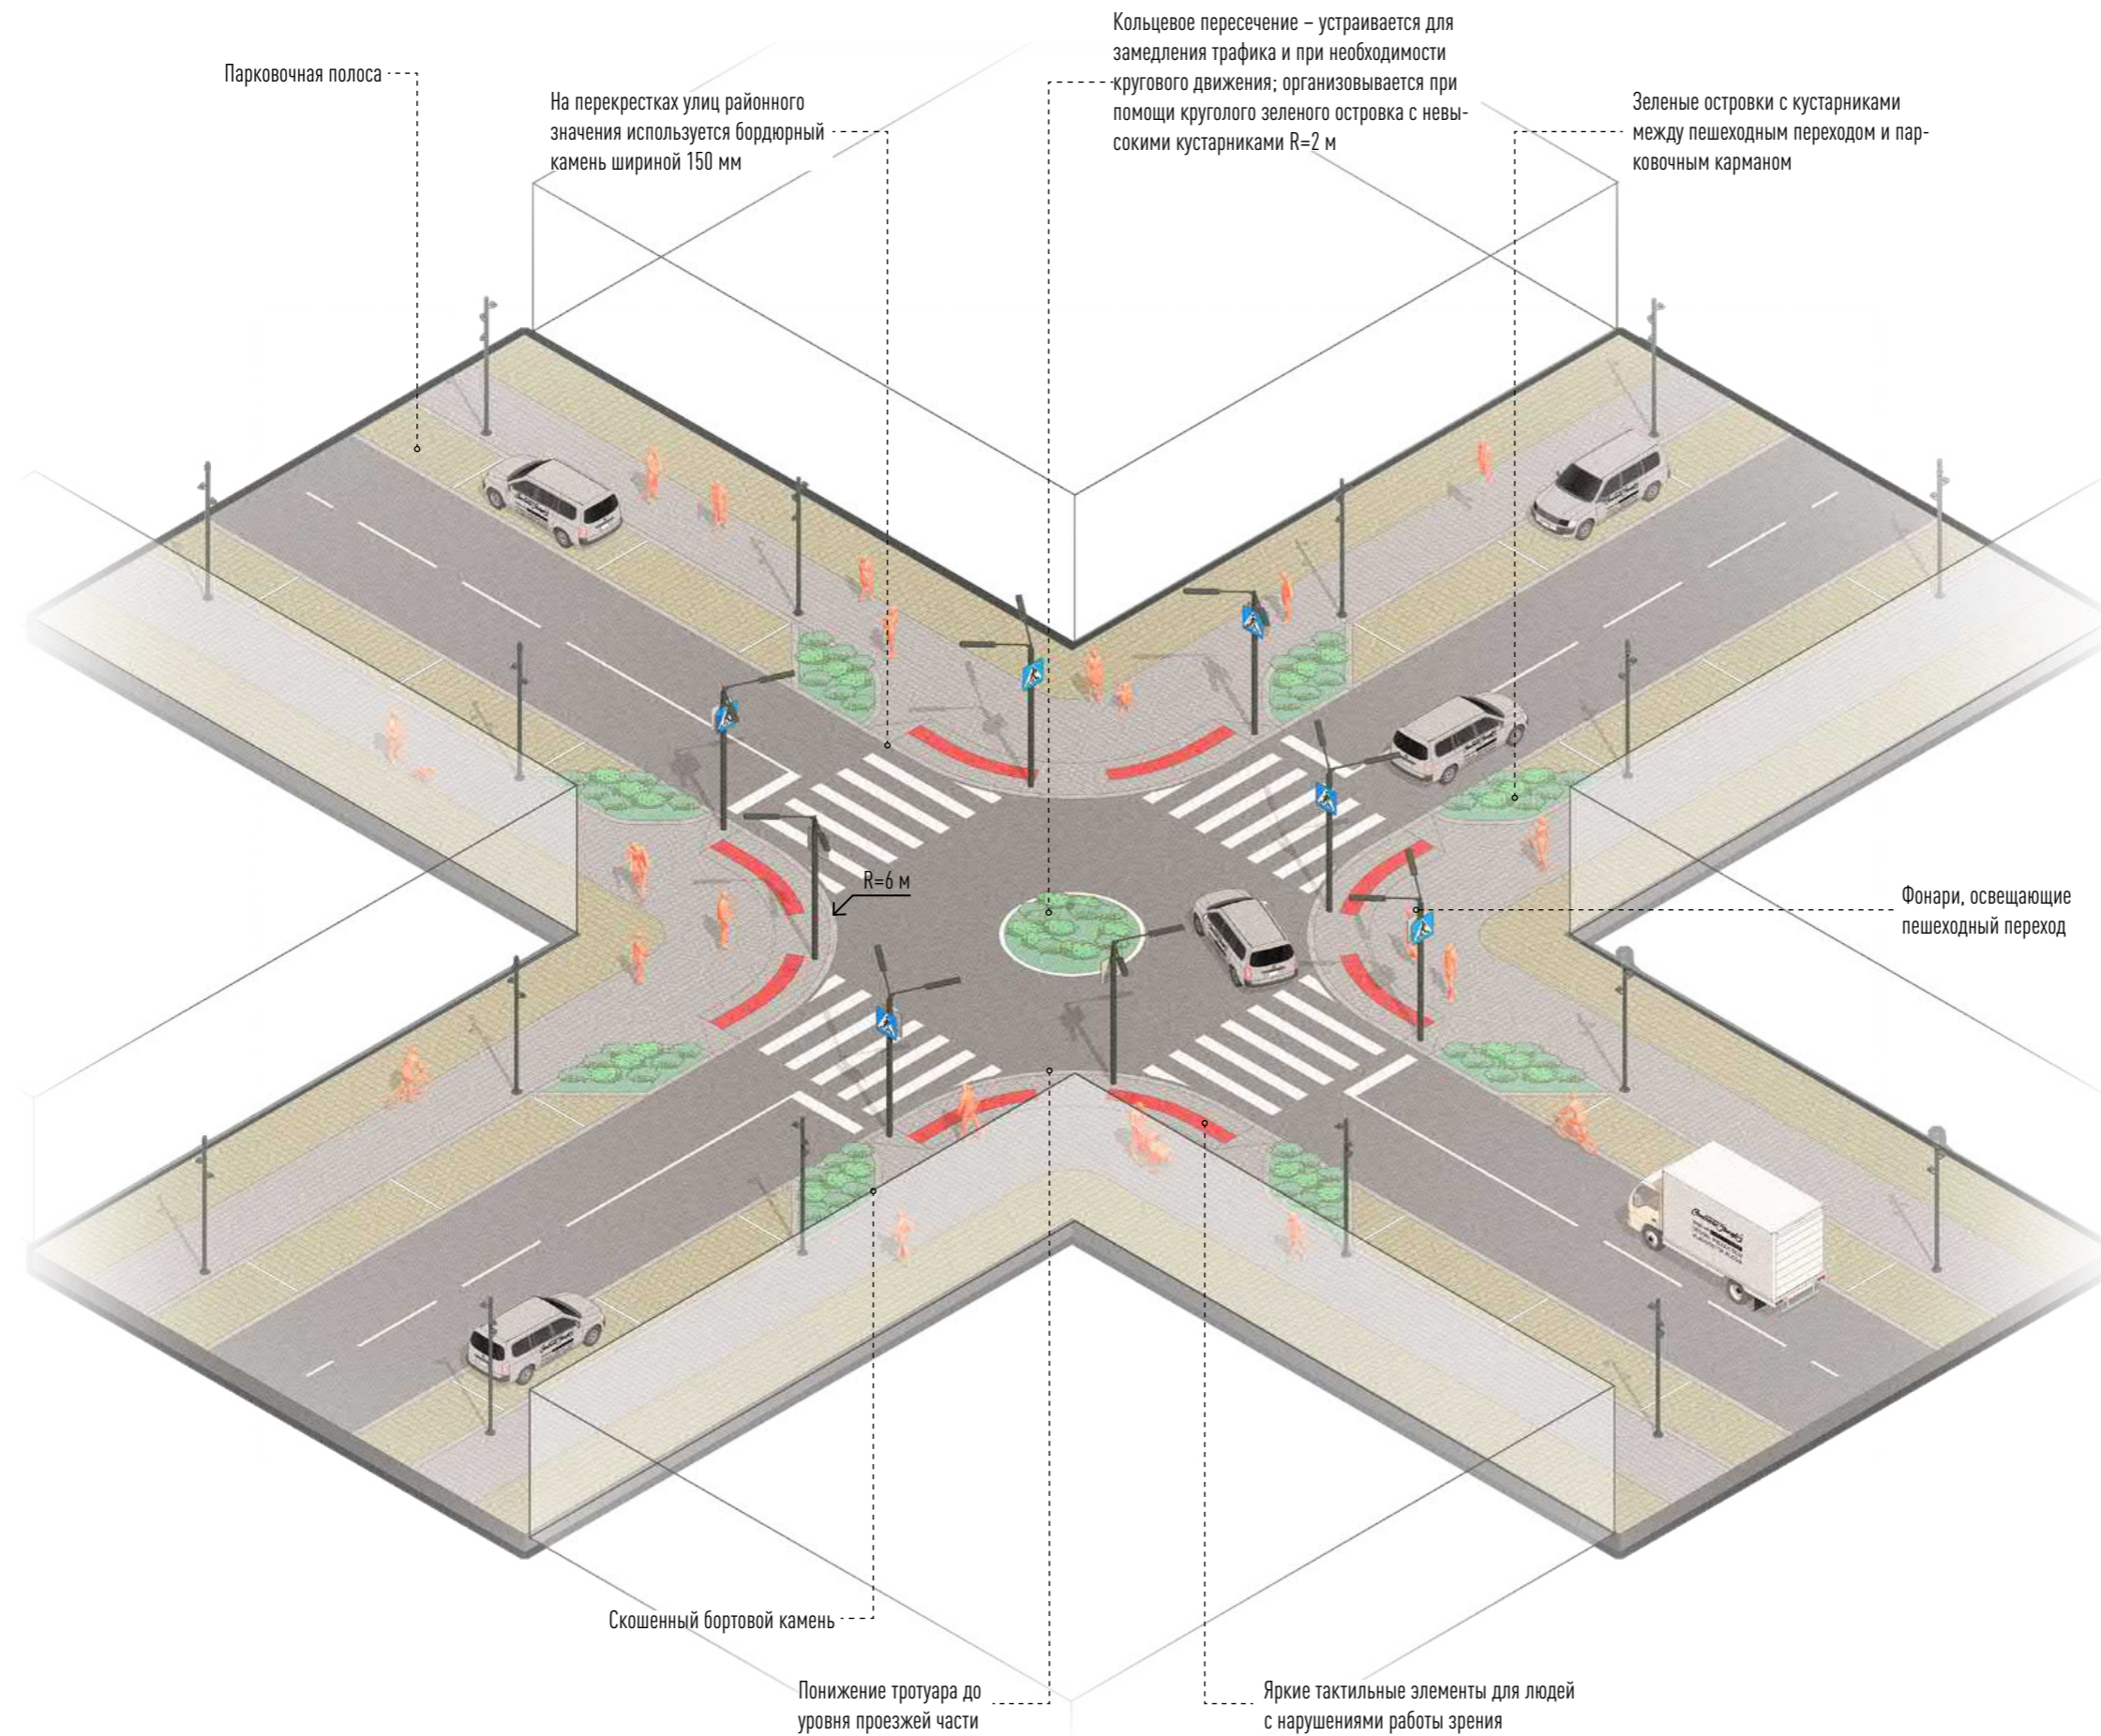 Кольцевое пересечение – устраивается для
замедления трафика и при необходимости
кругового движения; организовывается при
помощи круголого зеленого островка с невы-
сокими кустарниками R=2 м
Парковочная полоса
На перекрестках улиц районного
значения используется бордюрный
камень шириной 150 мм
Зеленые островки с кустарниками
между пешеходным переходом и пар-
ковочным карманом
R=6 м
Фонари, освещающие
пешеходный переход
Скошенный бортовой камень
Понижение тротуара до
уровня проезжей части
Яркие тактильные элементы для людей
с нарушениями работы зрения